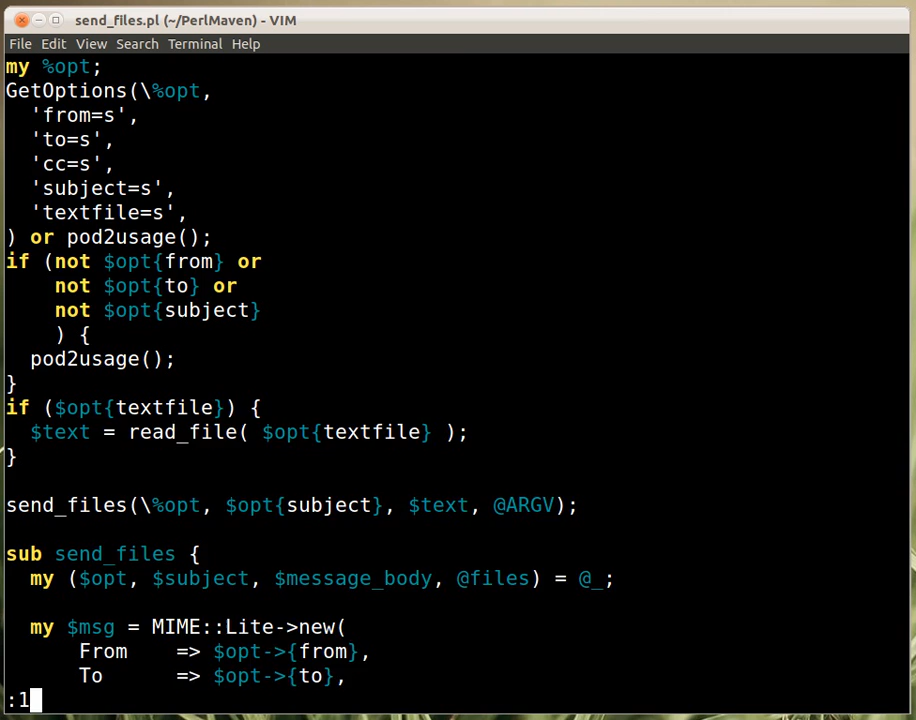 send_files.pl (~/PerlMaven) - VIM
File Edit View Search Terminal Help
my %opt;
GetOptions(\%opt,
  'from=s',
  'to=s',
  'cc=s',
  'subject=s',
  'textfile=s',
) or pod2usage();
if (not $opt{from} or
    not $opt{to} or
    not $opt{subject}
    ) {
  pod2usage();
}
if ($opt{textfile}) {
  $text = read_file( $opt{textfile} );
}

send_files(\%opt, $opt{subject}, $text, @ARGV);

sub send_files {
  my ($opt, $subject, $message_body, @files) = @_;

  my $msg = MIME::Lite->new(
      From    => $opt->{from},
      To      => $opt->{to},
:1